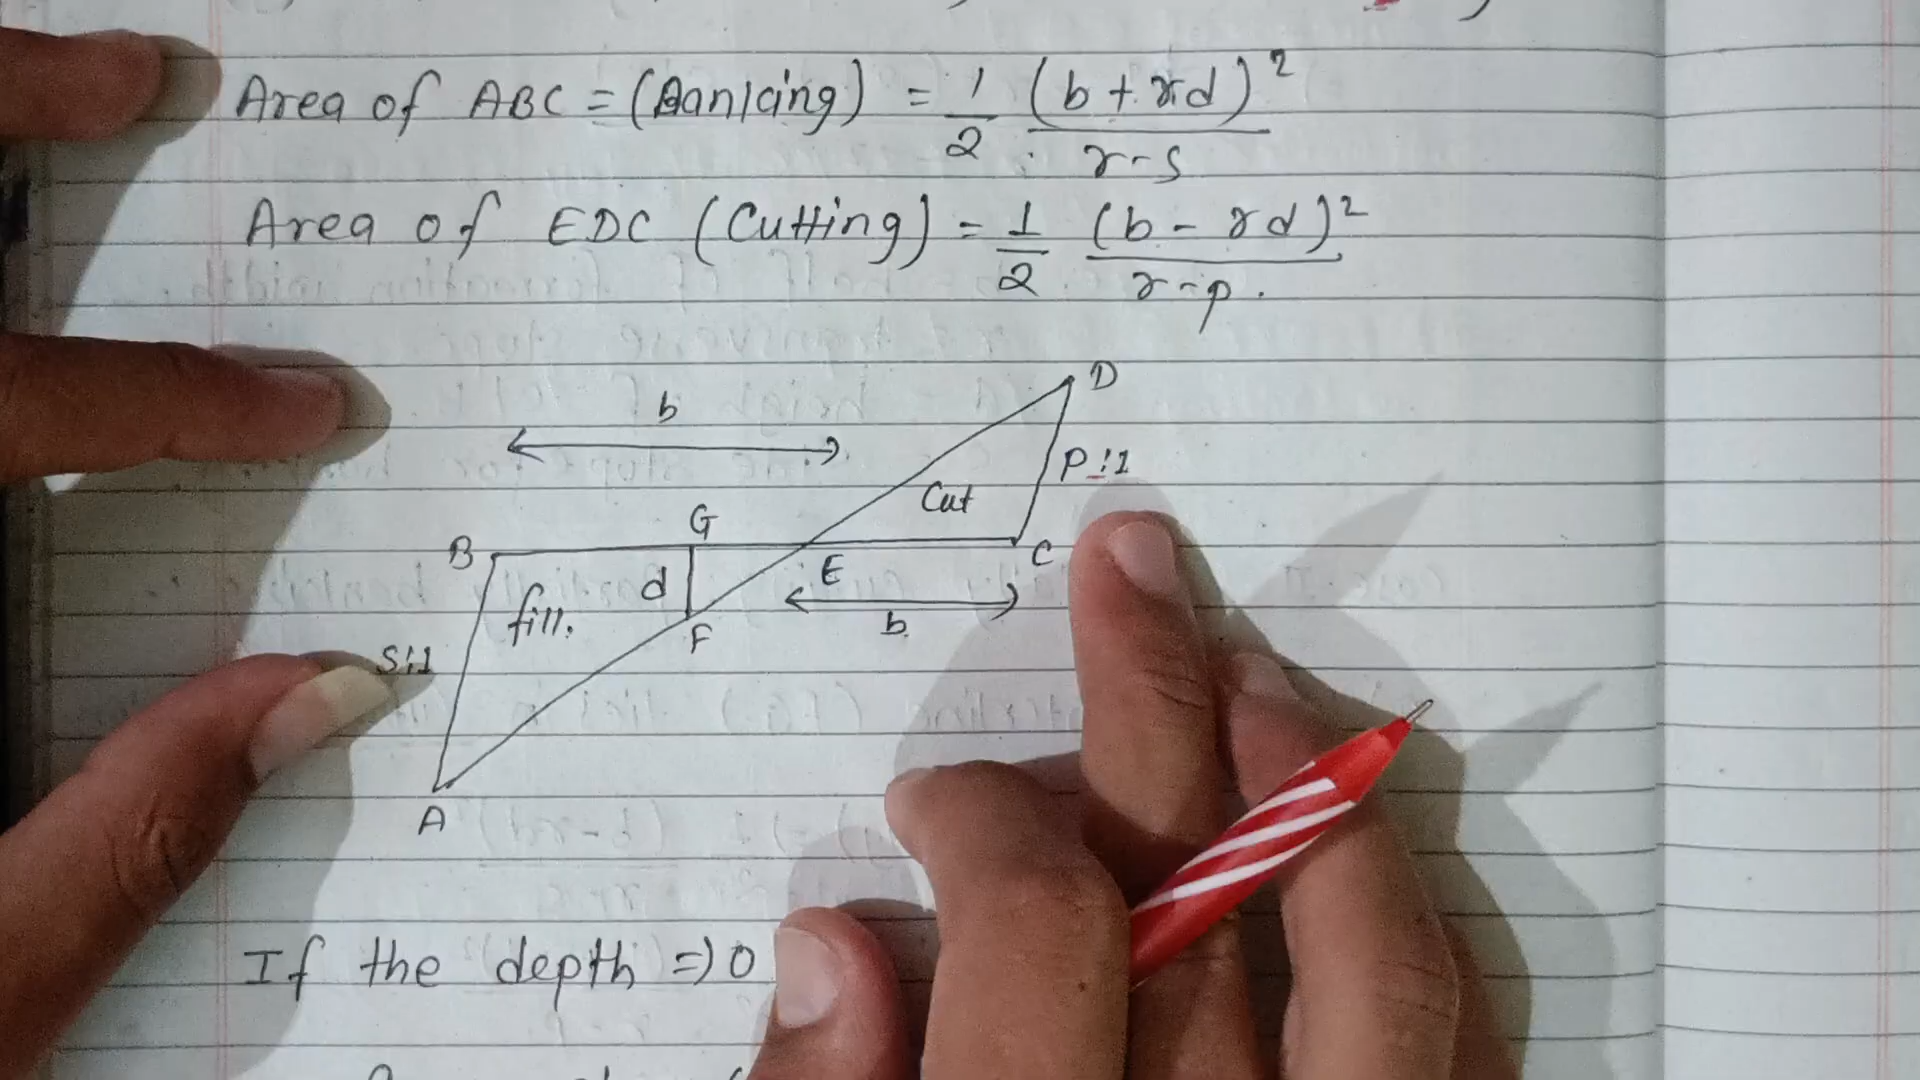 Area of ABC = (Banking) = 1/2 (b + rd)² / r-s
Area of EDC (Cutting) = 1/2 (b - rd)² / r-p.
D
b
P:1
Cut
G
B
C
E
d
fill.
b
F
S:1
A
If the depth => 0